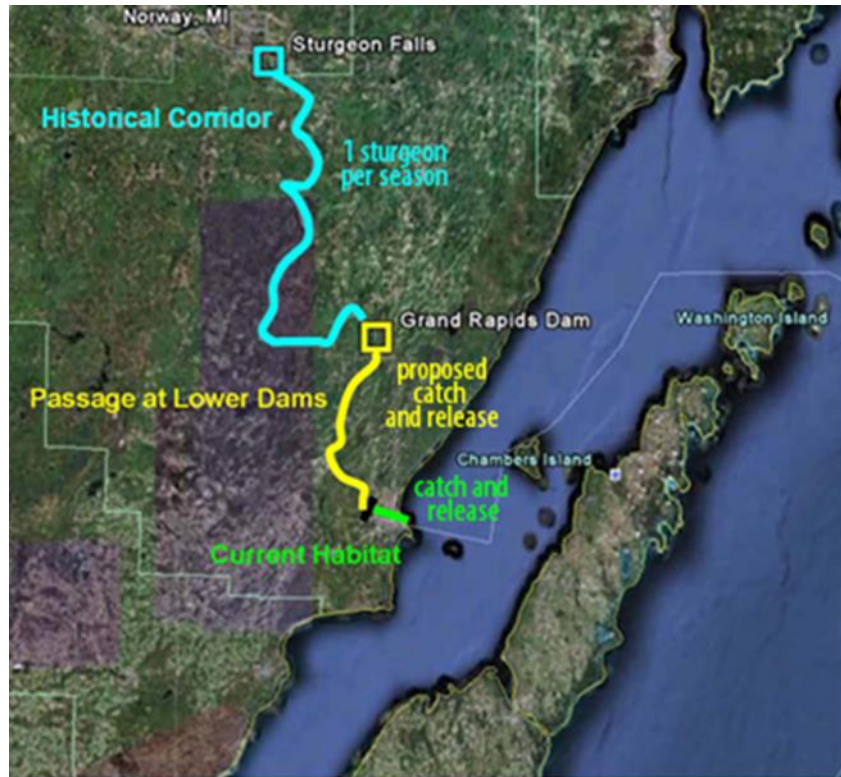 Norway, MI
Sturgeon Falls
Historical Corridor
1 sturgeon
per season
Grand Rapids Dam
Washington Island
Passage at Lower Dams
proposed
catch
and release
Chambers Island
catch and
release
Current Habitat